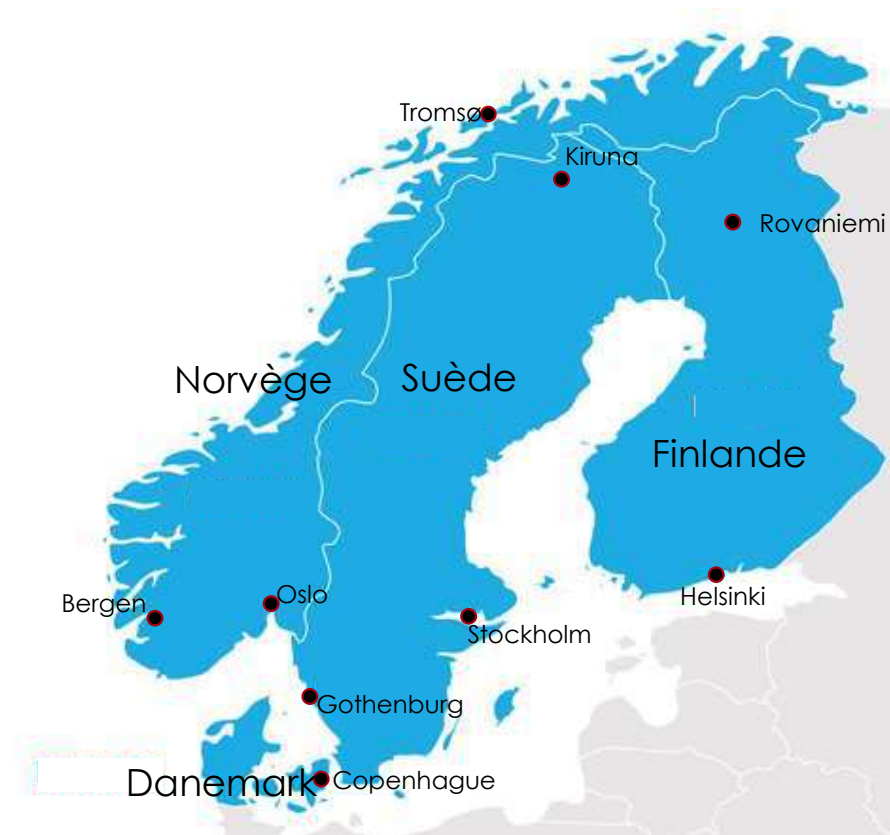 Tromsø
Kiruna
Rovaniemi
Norvège
Suède
Finlande
Helsinki
Oslo
Bergen
Stockholm
Gothenburg
Danemark
Copenhague